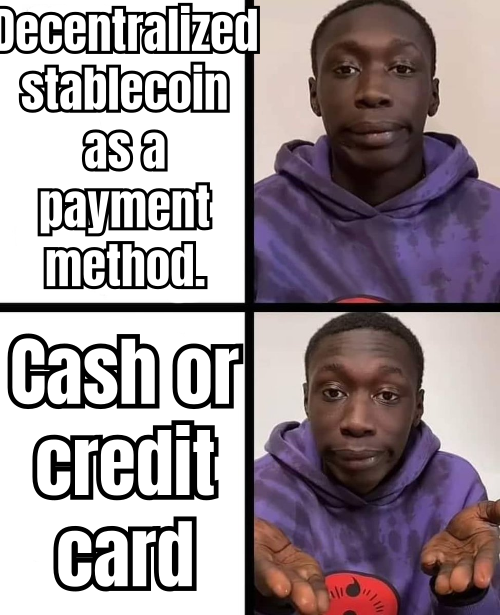 Decentralized
stablecoin
as a
payment
method.
Cash or
credit
card